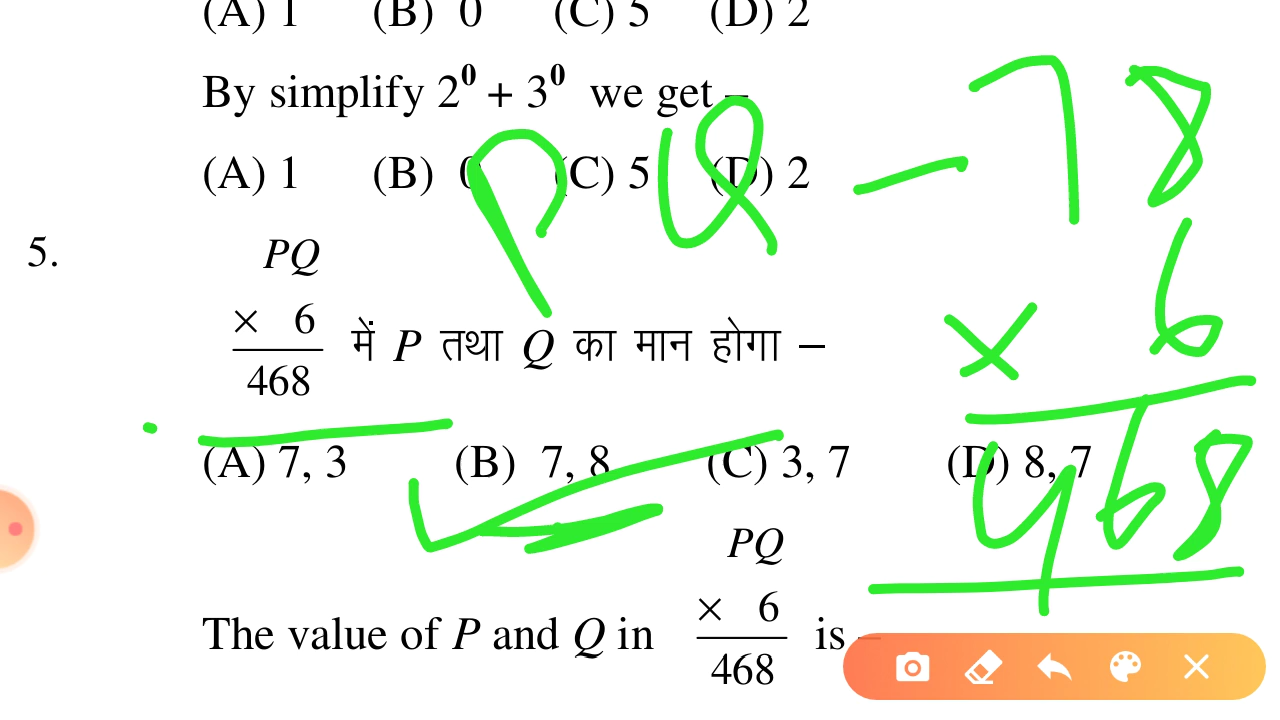 (A) 1 (B) 0 (C) 5 (D) 2
By simplify 2⁰ + 3⁰ we get –
(A) 1 (B) 0 (C) 5 (D) 2
P Q – 78
× 6
468
5. PQ
× 6 में P तथा Q का मान होगा –
468
(A) 7, 3 (B) 7, 8 (C) 3, 7 (D) 8, 7
PQ
The value of P and Q in × 6 is –
468